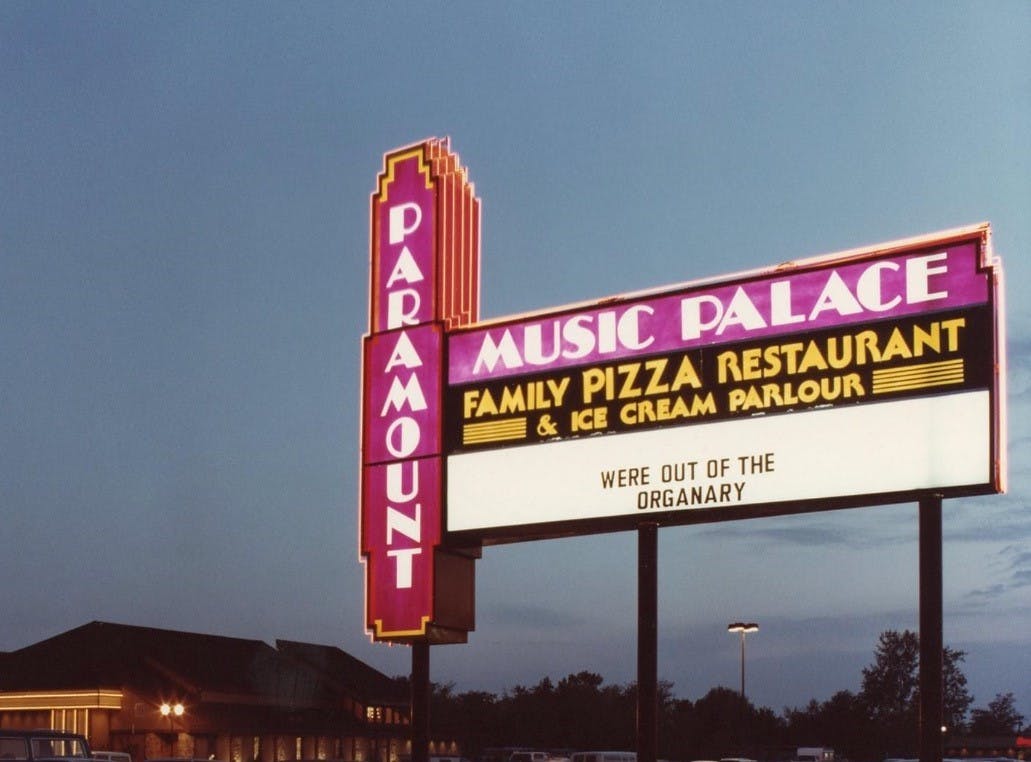 PARAMOUNT
MUSIC PALACE
FAMILY PIZZA RESTAURANT
& ICE CREAM PARLOUR
WERE OUT OF THE
ORGANARY